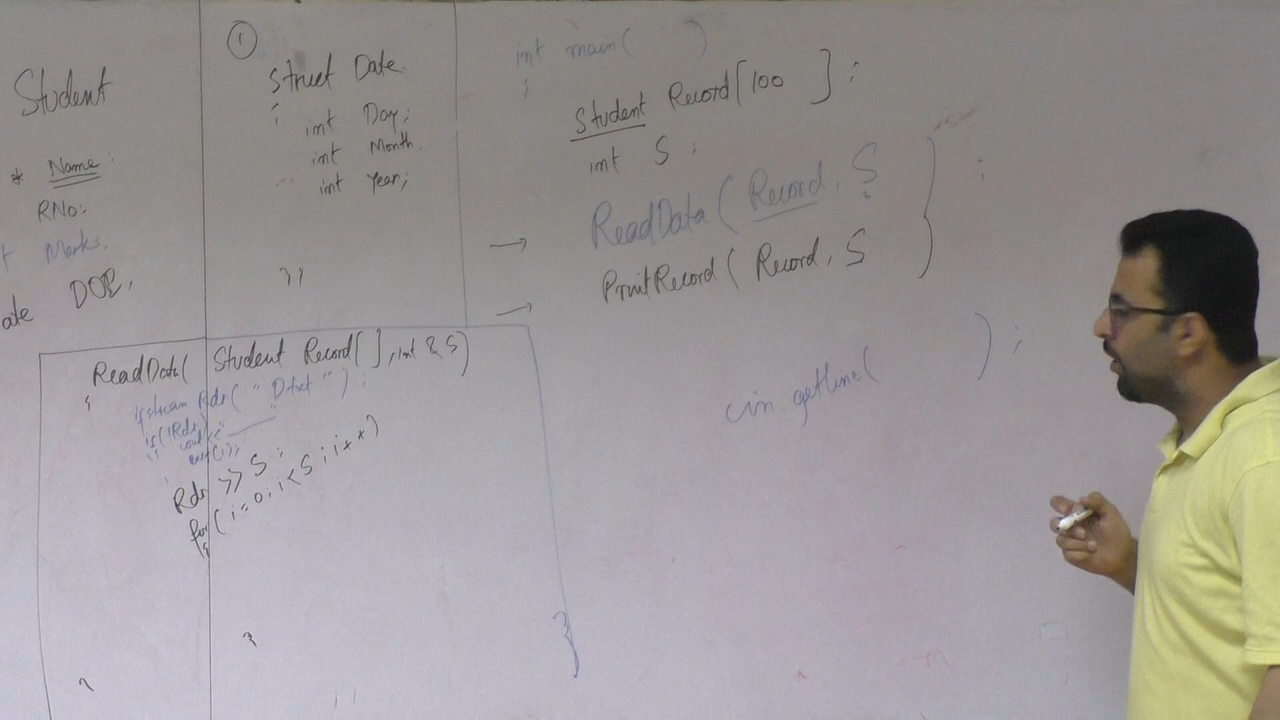 Student
* Name:
RNo:
Marks.
ate DOB,
①
struct Date
{
int Day;
int Month.
int Year;
};
int main( )
{
Student Record[100 ];
int S ;
→ ReadData( Record, S ) ;
→ PrintRecord( Record, S
cin getline( );
ReadData( Student Record[ ], int & S)
{
ifstream Rdr( " D.txt " ) ;
if(!Rdr)
{ cout<<" "
exit(1);
Rdr >> S ;
for( i=0; i<S; i++)
{
}
}